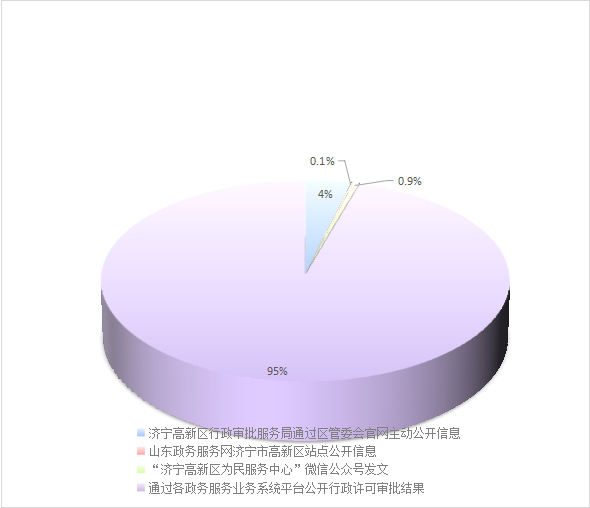 0.1%
0.9%
4%
95%
济宁高新区行政审批服务局通过区管委会官网主动公开信息
山东政务服务网济宁市高新区站点公开信息
“济宁高新区为民服务中心”微信公众号发文
通过各政务服务业务系统平台公开行政许可审批结果